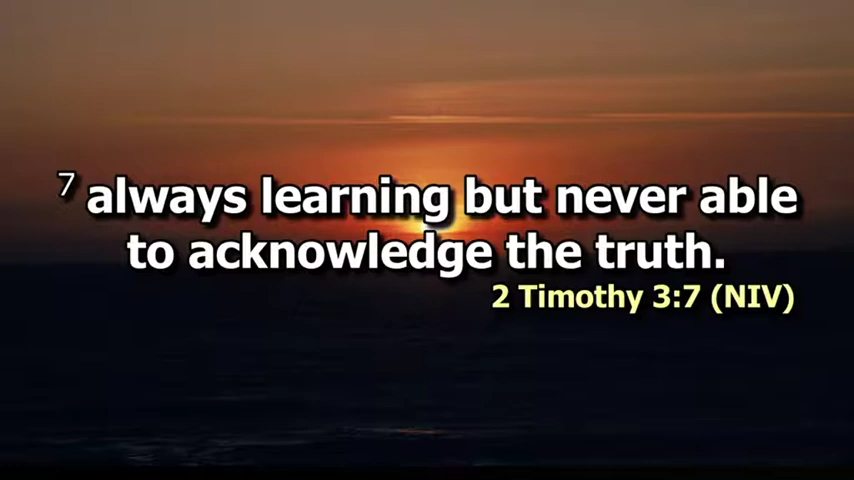 7 always learning but never able
to acknowledge the truth.
2 Timothy 3:7 (NIV)